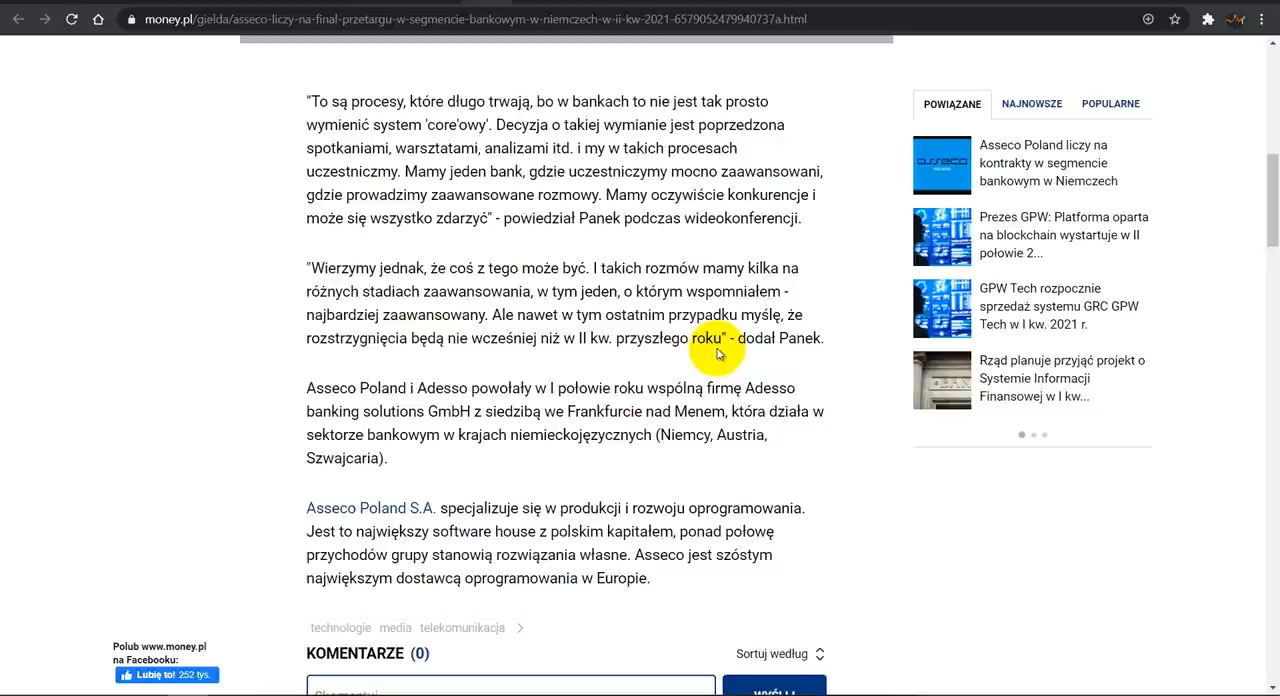 money.pl/gielda/asseco-liczy-na-final-przetargu-w-segmencie-bankowym-w-niemczech-w-ii-kw-2021-6579052479940737a.html
"To są procesy, które długo trwają, bo w bankach to nie jest tak prosto
wymienić system 'core'owy'. Decyzja o takiej wymianie jest poprzedzona
spotkaniami, warsztatami, analizami itd. i my w takich procesach
uczestniczmy. Mamy jeden bank, gdzie uczestniczymy mocno zaawansowani,
gdzie prowadzimy zaawansowane rozmowy. Mamy oczywiście konkurencje i
może się wszystko zdarzyć" - powiedział Panek podczas wideokonferencji.
"Wierzymy jednak, że coś z tego może być. I takich rozmów mamy kilka na
różnych stadiach zaawansowania, w tym jeden, o którym wspomniałem -
najbardziej zaawansowany. Ale nawet w tym ostatnim przypadku myślę, że
rozstrzygnięcia będą nie wcześniej niż w II kw. przyszłego roku" - dodał Panek.
Asseco Poland i Adesso powołały w I połowie roku wspólną firmę Adesso
banking solutions GmbH z siedzibą we Frankfurcie nad Menem, która działa w
sektorze bankowym w krajach niemieckojęzycznych (Niemcy, Austria,
Szwajcaria).
Asseco Poland S.A. specjalizuje się w produkcji i rozwoju oprogramowania.
Jest to największy software house z polskim kapitałem, ponad połowę
przychodów grupy stanowią rozwiązania własne. Asseco jest szóstym
największym dostawcą oprogramowania w Europie.
technologie media telekomunikacja
KOMENTARZE (0)
Sortuj według
WYŚLIJ
Polub www.money.pl
na Facebooku:
Lubię to! 252 tys.
POWIĄZANE NAJNOWSZE POPULARNE
asseco
Asseco Poland liczy na
kontrakty w segmencie
bankowym w Niemczech
Prezes GPW: Platforma oparta
na blockchain wystartuje w II
połowie 2...
GPW Tech rozpocznie
sprzedaż systemu GRC GPW
Tech w I kw. 2021 r.
Rząd planuje przyjąć projekt o
Systemie Informacji
Finansowej w I kw...